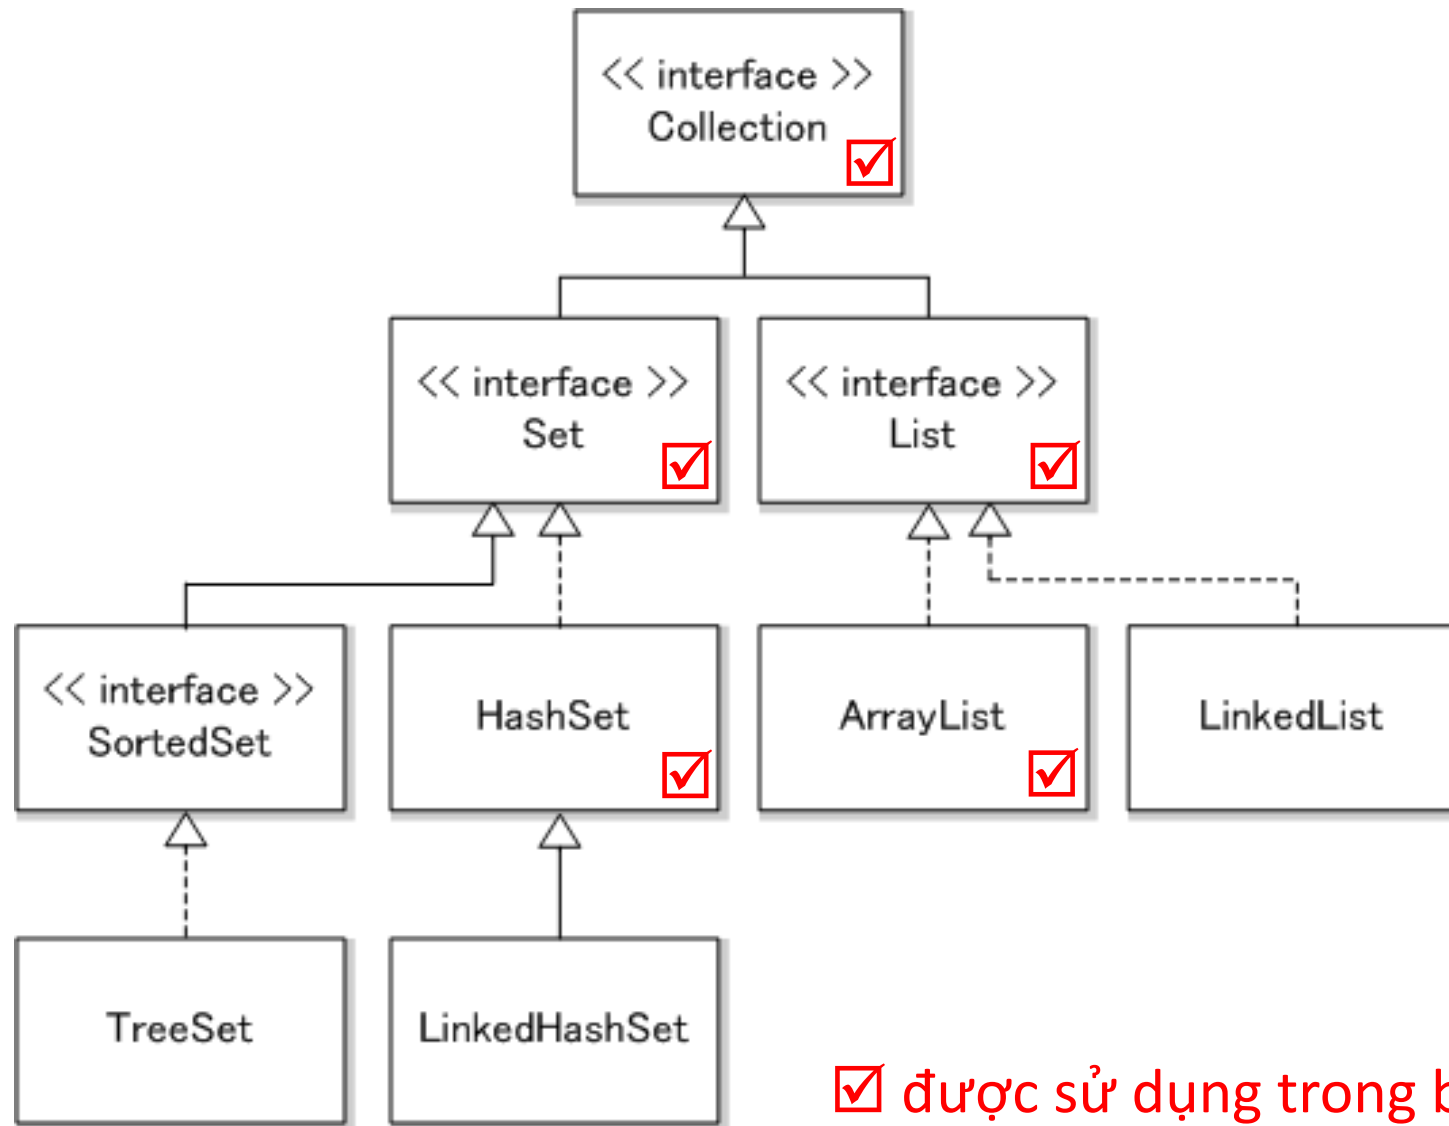 << interface >>
Collection
<< interface >>
Set
<< interface >>
List
<< interface >>
SortedSet
HashSet
ArrayList
LinkedList
TreeSet
LinkedHashSet
được sử dụng trong